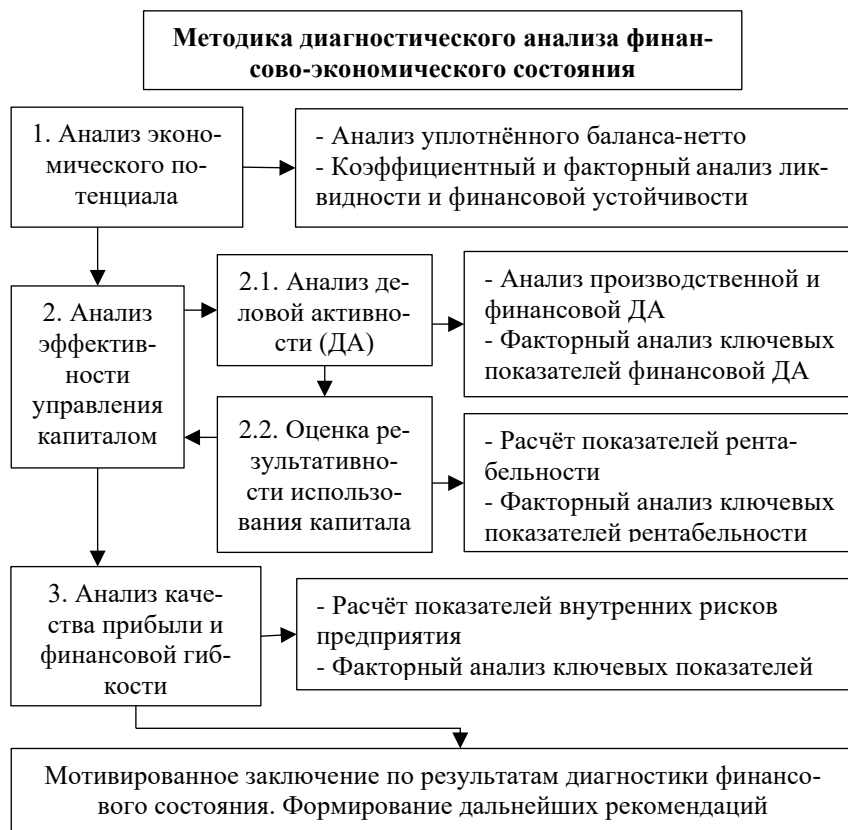 Методика диагностического анализа финан-
сово-экономического состояния
1. Анализ эконо-
мического по-
тенциала
- Анализ уплотнённого баланса-нетто
- Коэффициентный и факторный анализ лик-
видности и финансовой устойчивости
2. Анализ
эффектив-
ности
управления
капиталом
2.1. Анализ де-
ловой активно-
сти (ДА)
- Анализ производственной и
финансовой ДА
- Факторный анализ ключевых
показателей финансовой ДА
2.2. Оценка ре-
зультативно-
сти использо-
вания капитала
- Расчёт показателей рента-
бельности
- Факторный анализ ключевых
показателей рентабельности
3. Анализ каче-
ства прибыли и
финансовой гиб-
кости
- Расчёт показателей внутренних рисков
предприятия
- Факторный анализ ключевых показателей
Мотивированное заключение по результатам диагностики финансо-
вого состояния. Формирование дальнейших рекомендаций